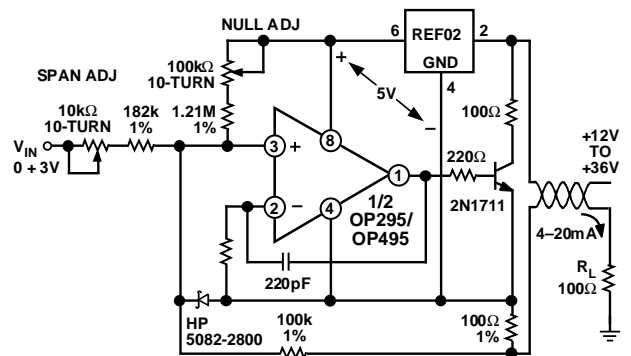 NULL ADJ
SPAN ADJ
10kΩ
10-TURN
182k
1%
100kΩ
10-TURN
1.21M
1%
VIN
0 + 3V
6
REF02
2
GND
4
+
5V
–
100Ω
3
+
8
2
–
4
1
1/2
OP295/
OP495
220Ω
2N1711
+12V
TO
+36V
4–20mA
RL
100Ω
220pF
HP
5082-2800
100k
1%
100Ω
1%